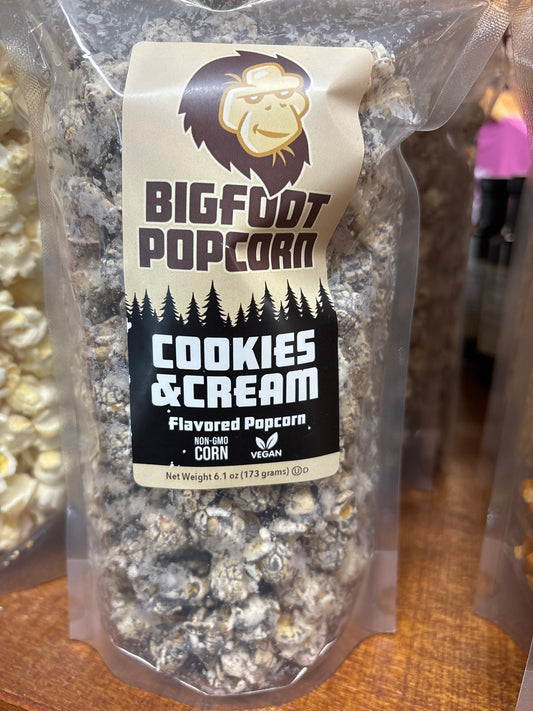 BIGFOOT
POPCORN
COOKIES
&CREAM
Flavored Popcorn
NON-GMO
CORN
VEGAN
Net Weight 6.1 oz (173 grams) Ⓤ D